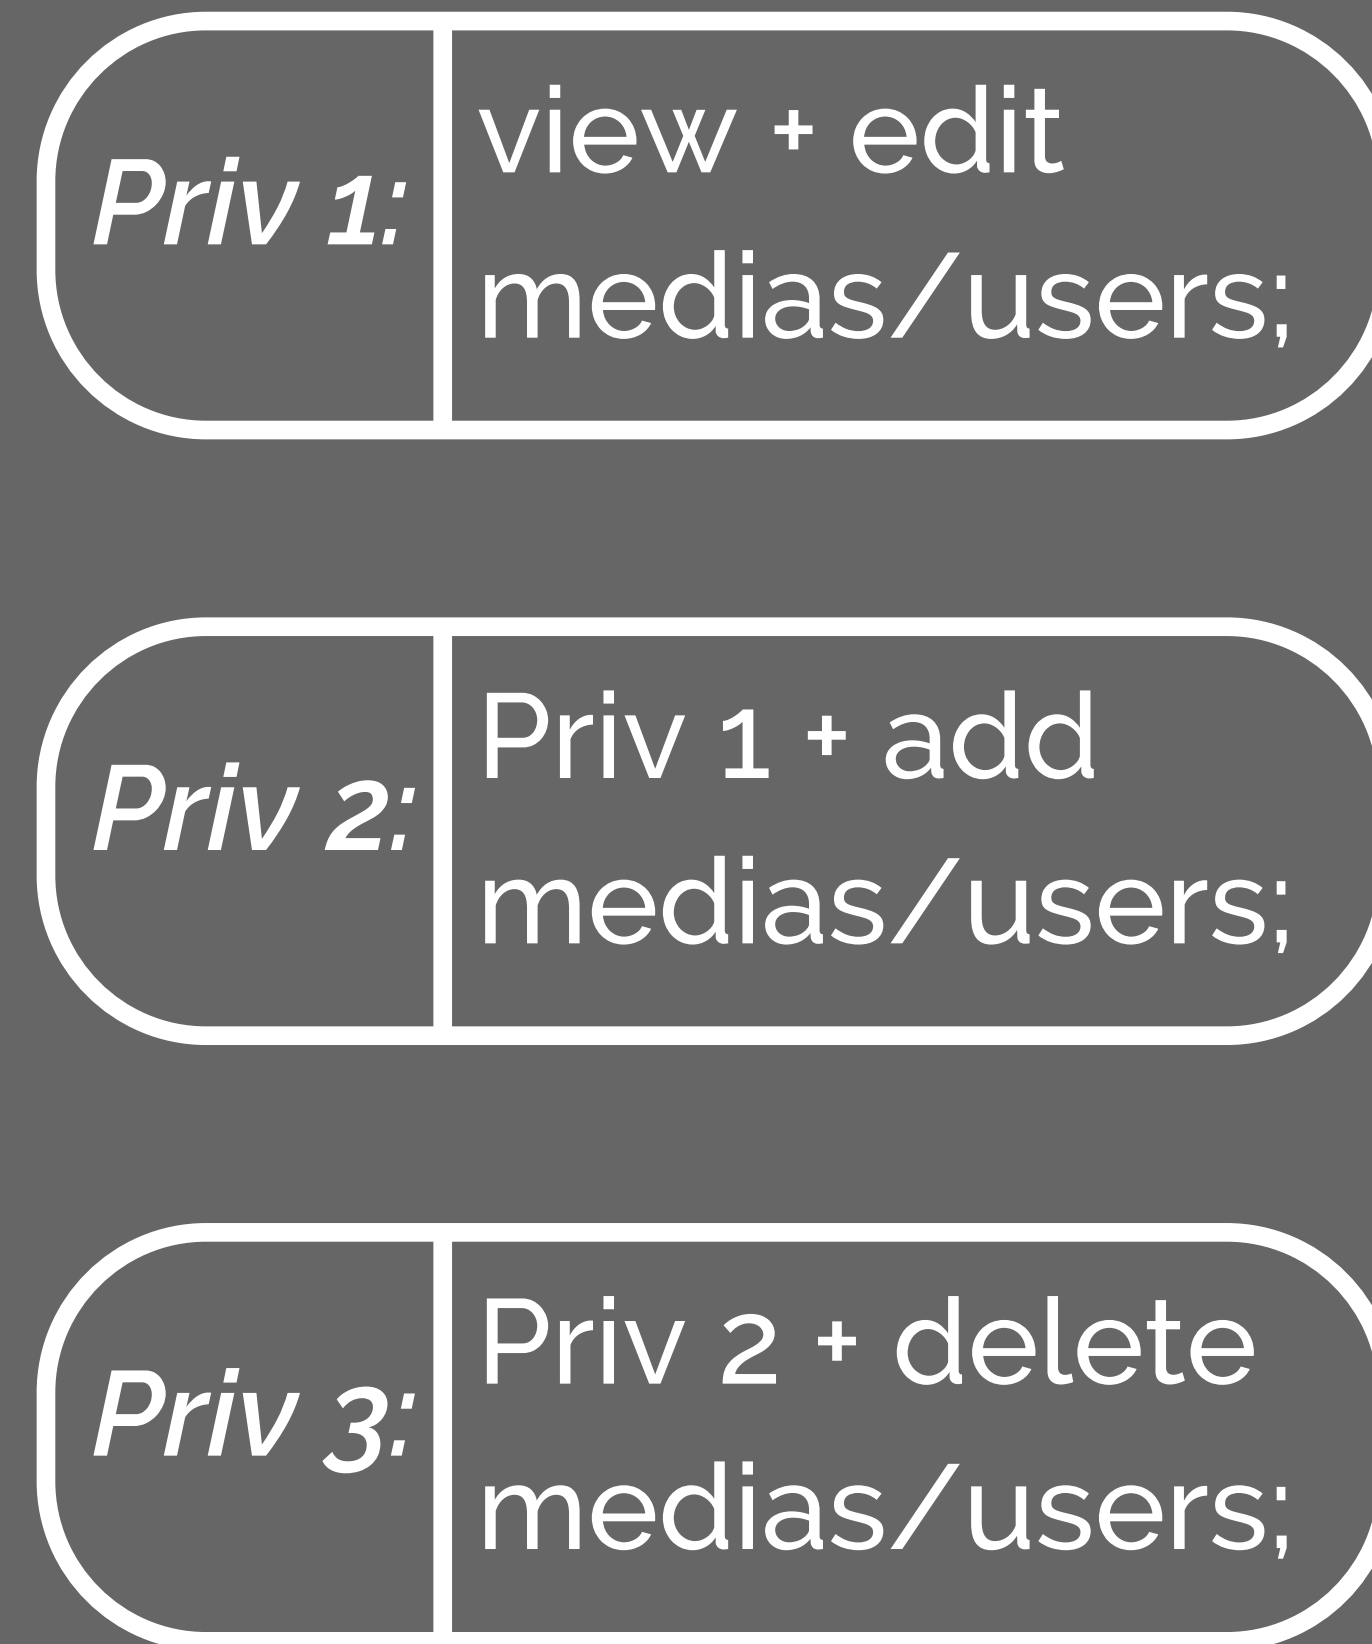 Priv 1:
view + edit
medias/users;
Priv 2:
Priv 1 + add
medias/users;
Priv 3:
Priv 2 + delete
medias/users;